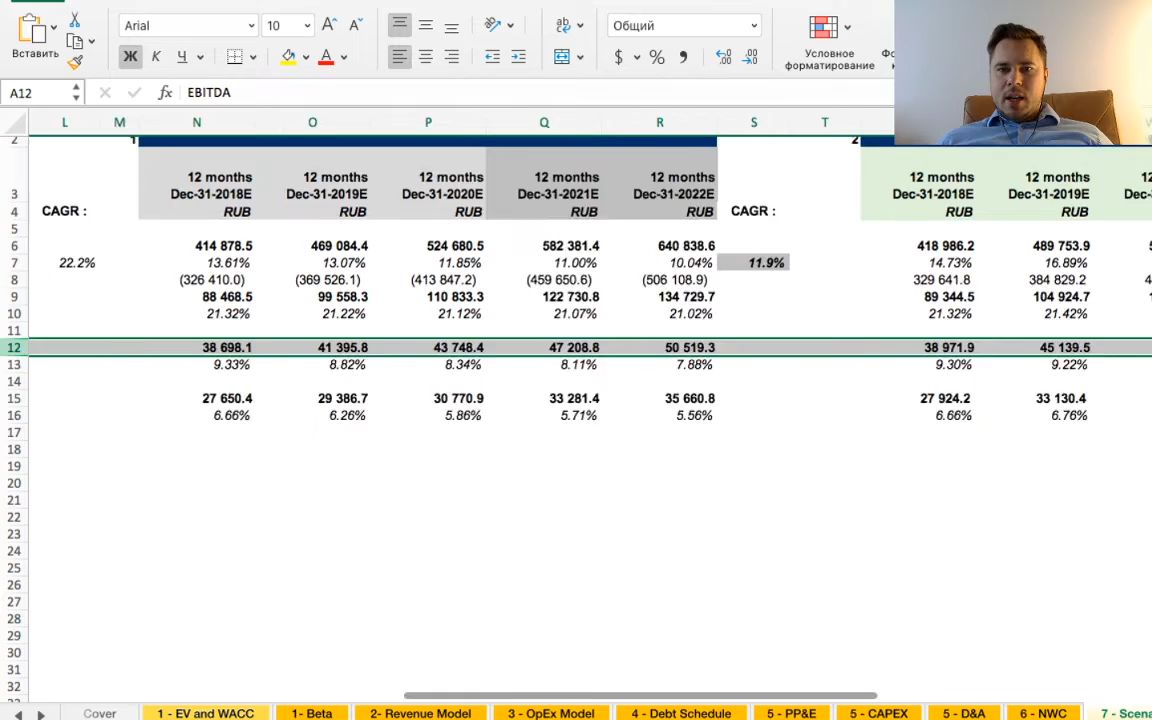 Arial 10 Общий
Вставить Ж К Ч $ % Условное
форматирование
A12 fx EBITDA
L M N O P Q R S T
2 1 2
12 months 12 months 12 months 12 months 12 months 12 months 12 months
3 Dec-31-2018E Dec-31-2019E Dec-31-2020E Dec-31-2021E Dec-31-2022E Dec-31-2018E Dec-31-2019E
4 CAGR : RUB RUB RUB RUB RUB CAGR : RUB RUB
5
6 414 878.5 469 084.4 524 680.5 582 381.4 640 838.6 418 986.2 489 753.9
7 22.2% 13.61% 13.07% 11.85% 11.00% 10.04% 11.9% 14.73% 16.89%
8 (326 410.0) (369 526.1) (413 847.2) (459 650.6) (506 108.9) 329 641.8 384 829.2
9 88 468.5 99 558.3 110 833.3 122 730.8 134 729.7 89 344.5 104 924.7
10 21.32% 21.22% 21.12% 21.07% 21.02% 21.32% 21.42%
11
12 38 698.1 41 395.8 43 748.4 47 208.8 50 519.3 38 971.9 45 139.5
13 9.33% 8.82% 8.34% 8.11% 7.88% 9.30% 9.22%
14
15 27 650.4 29 386.7 30 770.9 33 281.4 35 660.8 27 924.2 33 130.4
16 6.66% 6.26% 5.86% 5.71% 5.56% 6.66% 6.76%
17
18
19
20
21
22
23
24
25
26
27
28
29
30
31
32
Cover 1 - EV and WACC 1- Beta 2- Revenue Model 3 - OpEx Model 4 - Debt Schedule 5 - PP&E 5 - CAPEX 5 - D&A 6 - NWC 7 - Scena